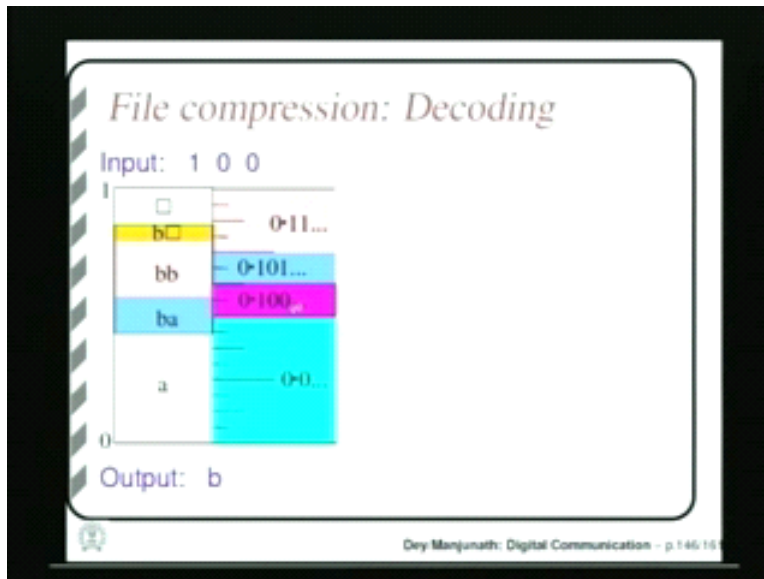 File compression: Decoding
Input: 1 0 0
1
□
0•11...
b□
bb
0•101...
0•100
ba
a
0•0...
0
Output: b
Dey/Manjunath: Digital Communication – p.146/161